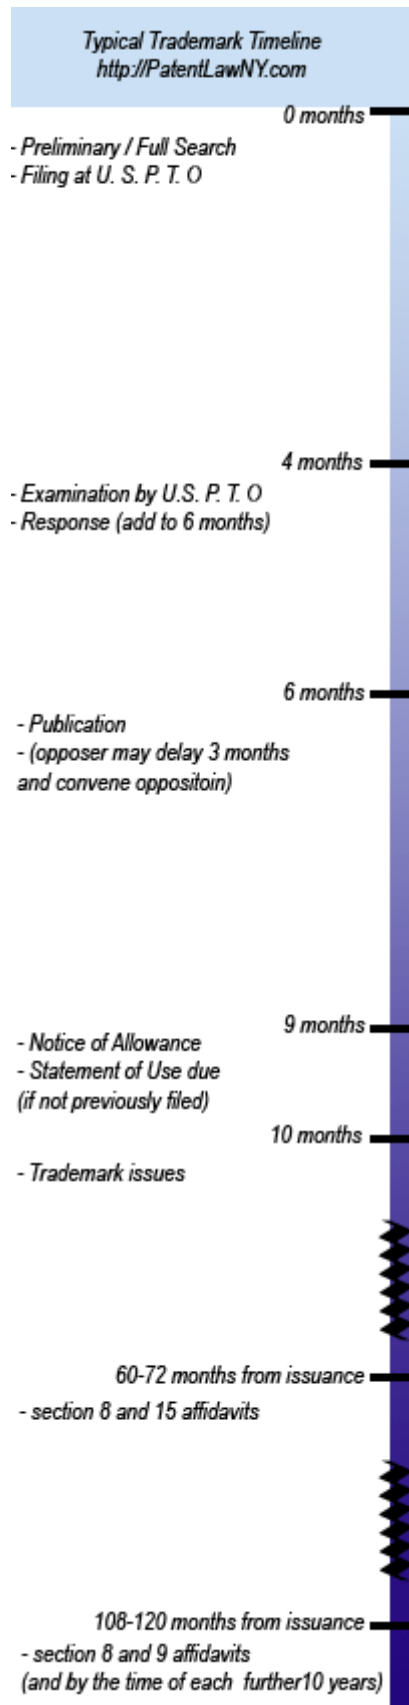 Typical Trademark Timeline
http://PatentLawNY.com
0 months
- Preliminary / Full Search
- Filing at U. S. P. T. O
4 months
- Examination by U.S. P. T. O
- Response (add to 6 months)
6 months
- Publication
- (opposer may delay 3 months
and convene oppositoin)
9 months
- Notice of Allowance
- Statement of Use due
(if not previously filed)
10 months
- Trademark issues
60-72 months from issuance
- section 8 and 15 affidavits
108-120 months from issuance
- section 8 and 9 affidavits
(and by the time of each further10 years)